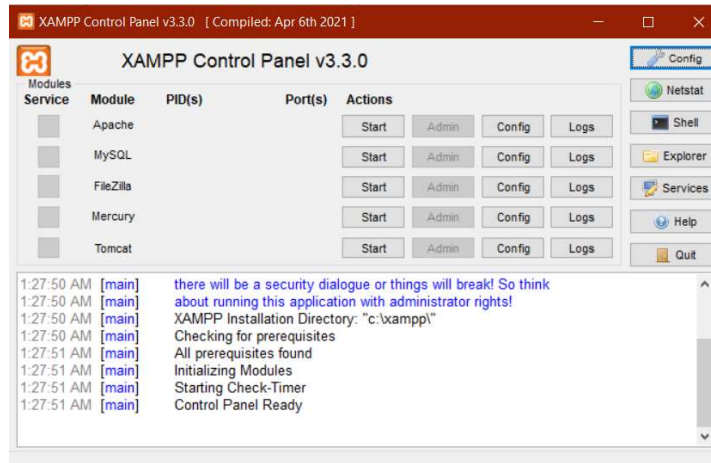 XAMPP Control Panel v3.3.0 [ Compiled: Apr 6th 2021 ]
XAMPP Control Panel v3.3.0
Config
Modules
Service Module PID(s) Port(s) Actions
Netstat
Apache Start Admin Config Logs
Shell
MySQL Start Admin Config Logs
Explorer
FileZilla Start Admin Config Logs
Services
Mercury Start Admin Config Logs
Help
Tomcat Start Admin Config Logs
Quit
1:27:50 AM [main] there will be a security dialogue or things will break! So think
1:27:50 AM [main] about running this application with administrator rights!
1:27:50 AM [main] XAMPP Installation Directory: "c:\xampp\"
1:27:50 AM [main] Checking for prerequisites
1:27:51 AM [main] All prerequisites found
1:27:51 AM [main] Initializing Modules
1:27:51 AM [main] Starting Check-Timer
1:27:51 AM [main] Control Panel Ready